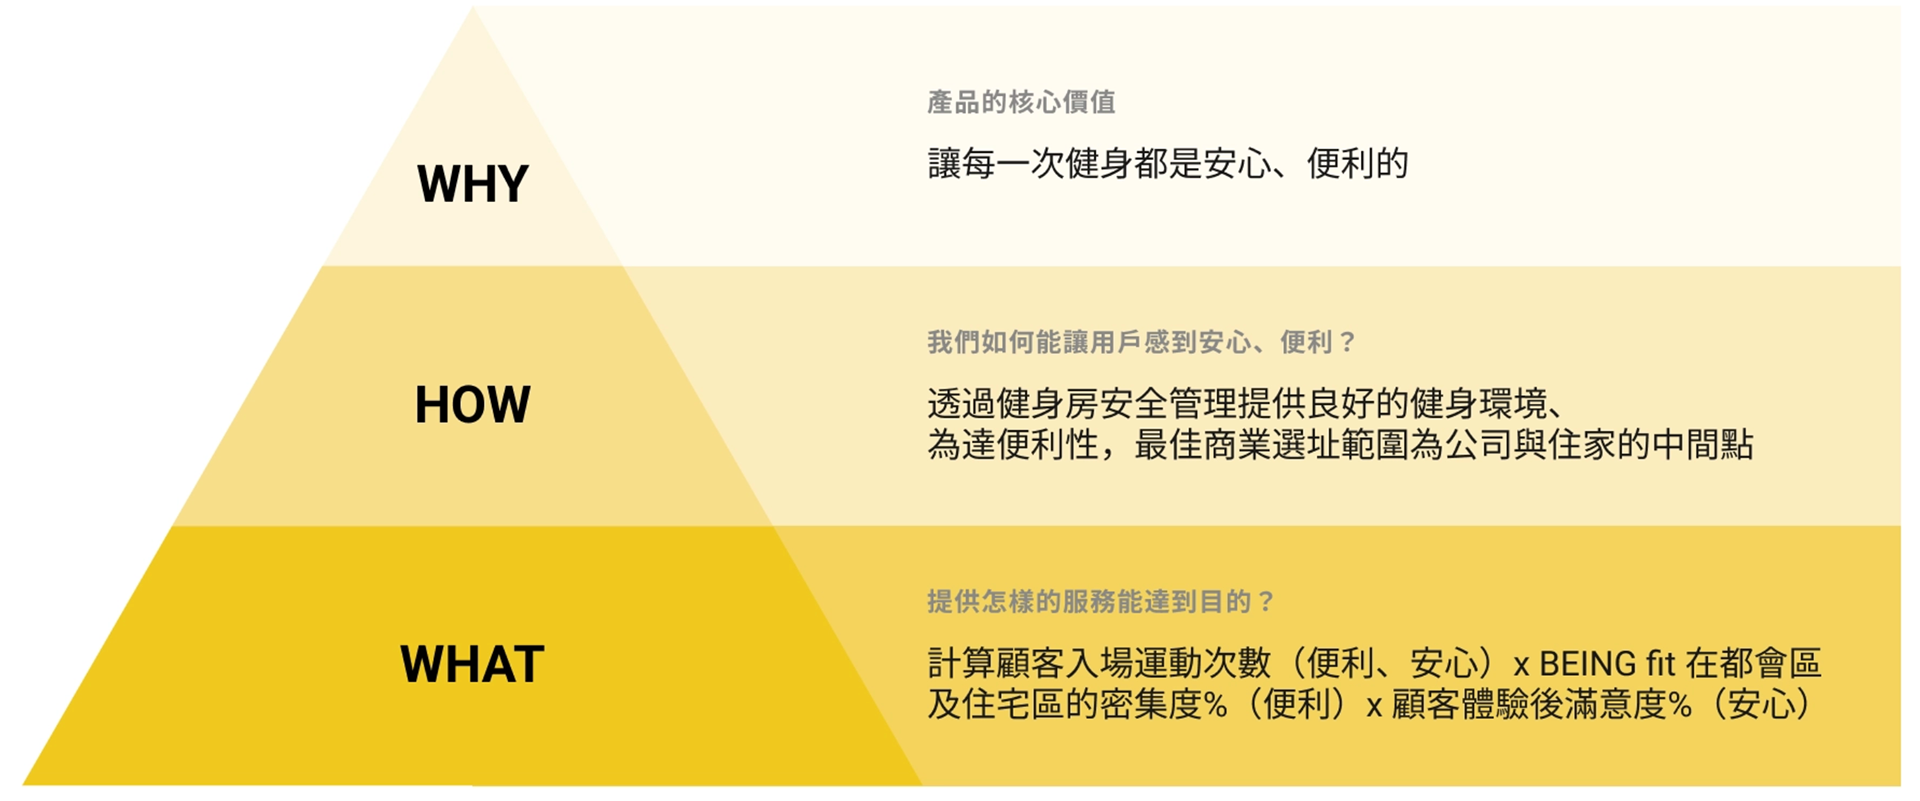 WHY
產品的核心價值
讓每一次健身都是安心、便利的
HOW
我們如何能讓用戶感到安心、便利？
透過健身房安全管理提供良好的健身環境、
為達便利性，最佳商業選址範圍為公司與住家的中間點
WHAT
提供怎樣的服務能達到目的？
計算顧客入場運動次數（便利、安心）x BEING fit 在都會區
及住宅區的密集度%（便利）x 顧客體驗後滿意度%（安心）